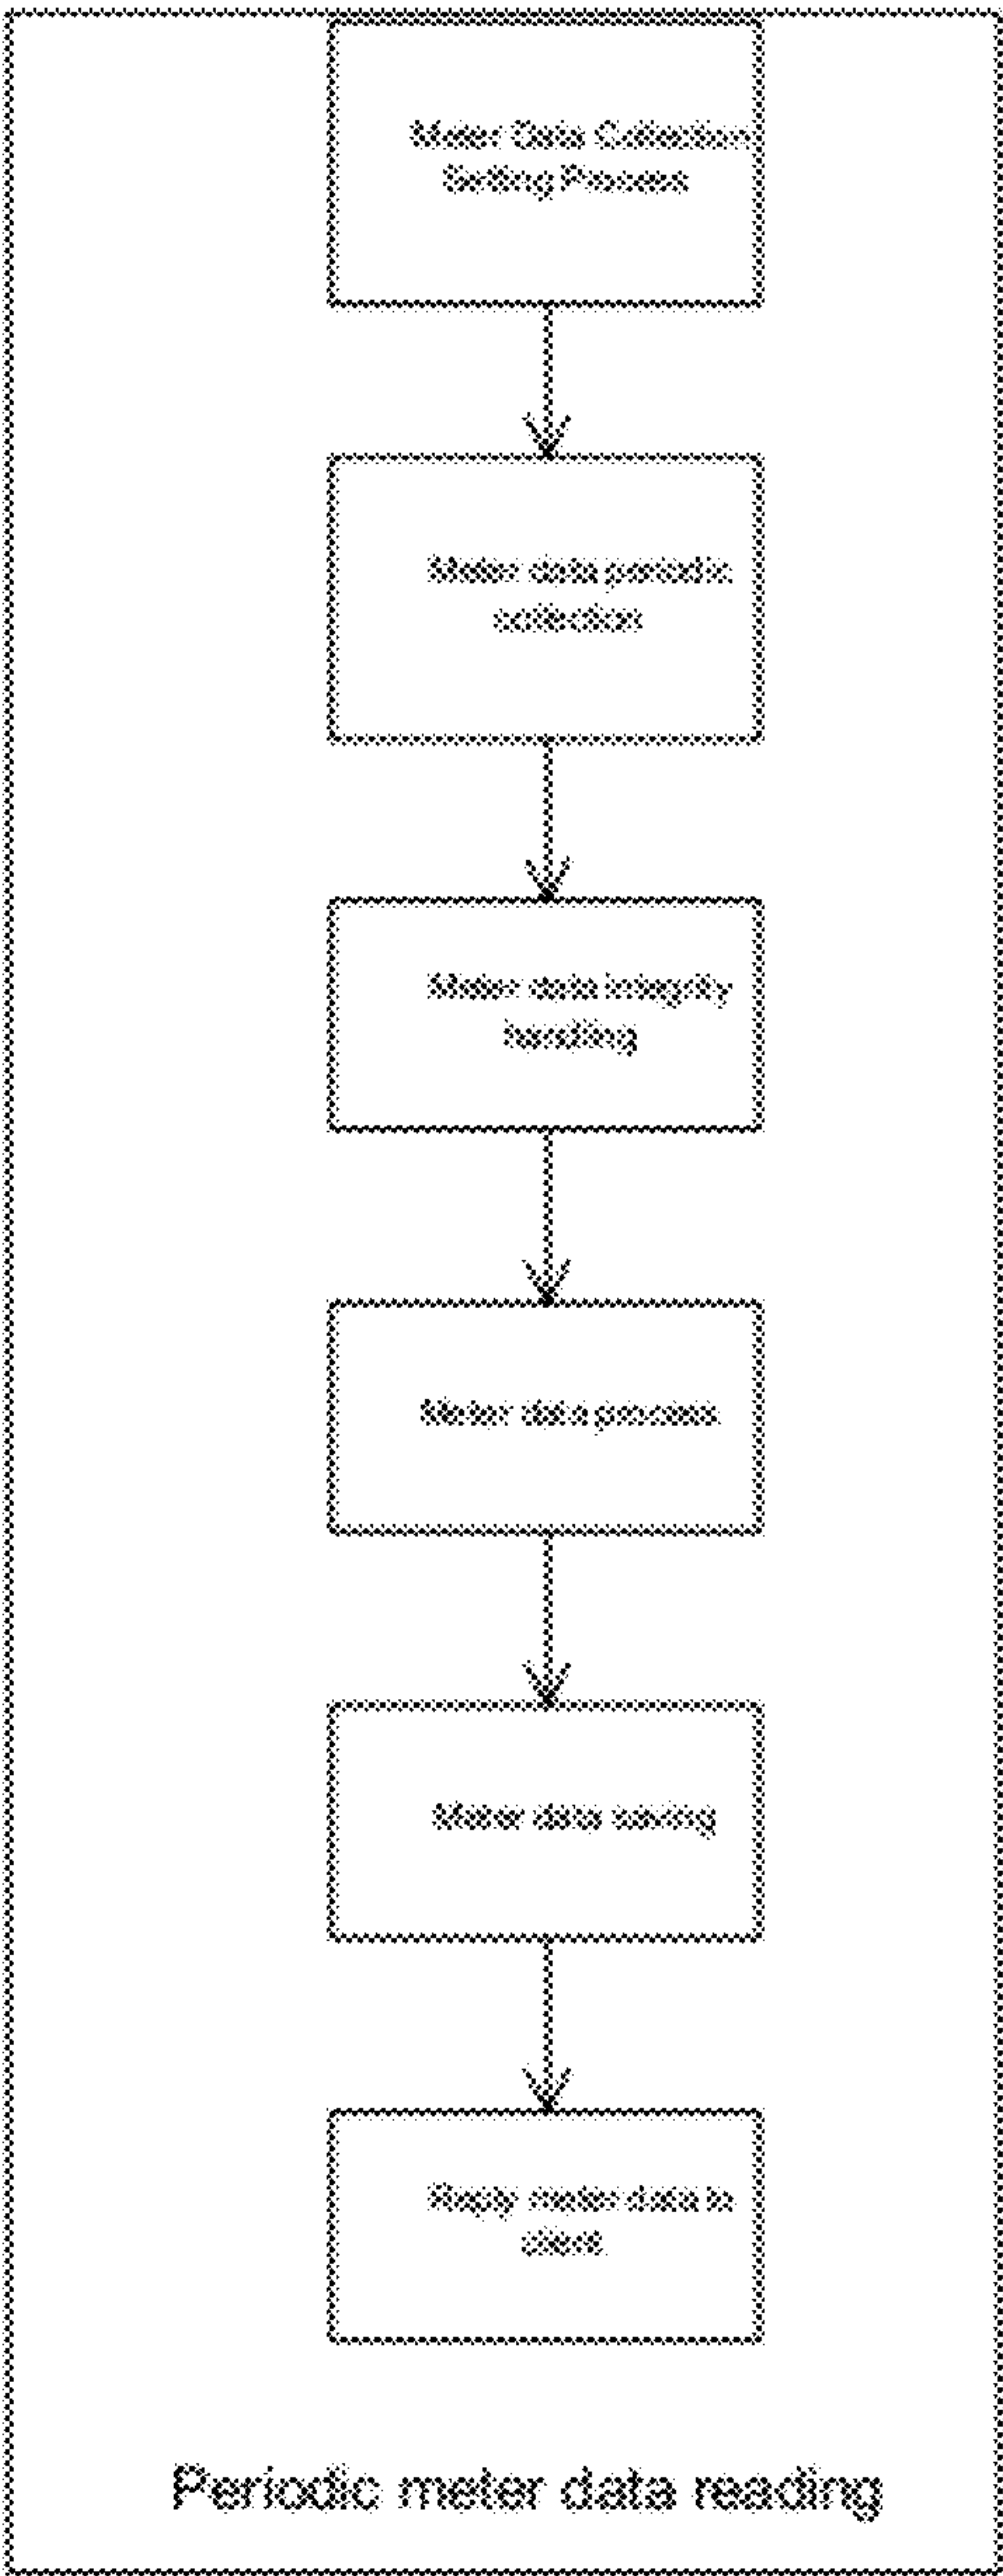 Meter Data Collection
Setting Process
Meter data periodic
collection
Meter data integrity
handling
Meter data process
Meter data saving
Reply meter data to
client
Periodic meter data reading